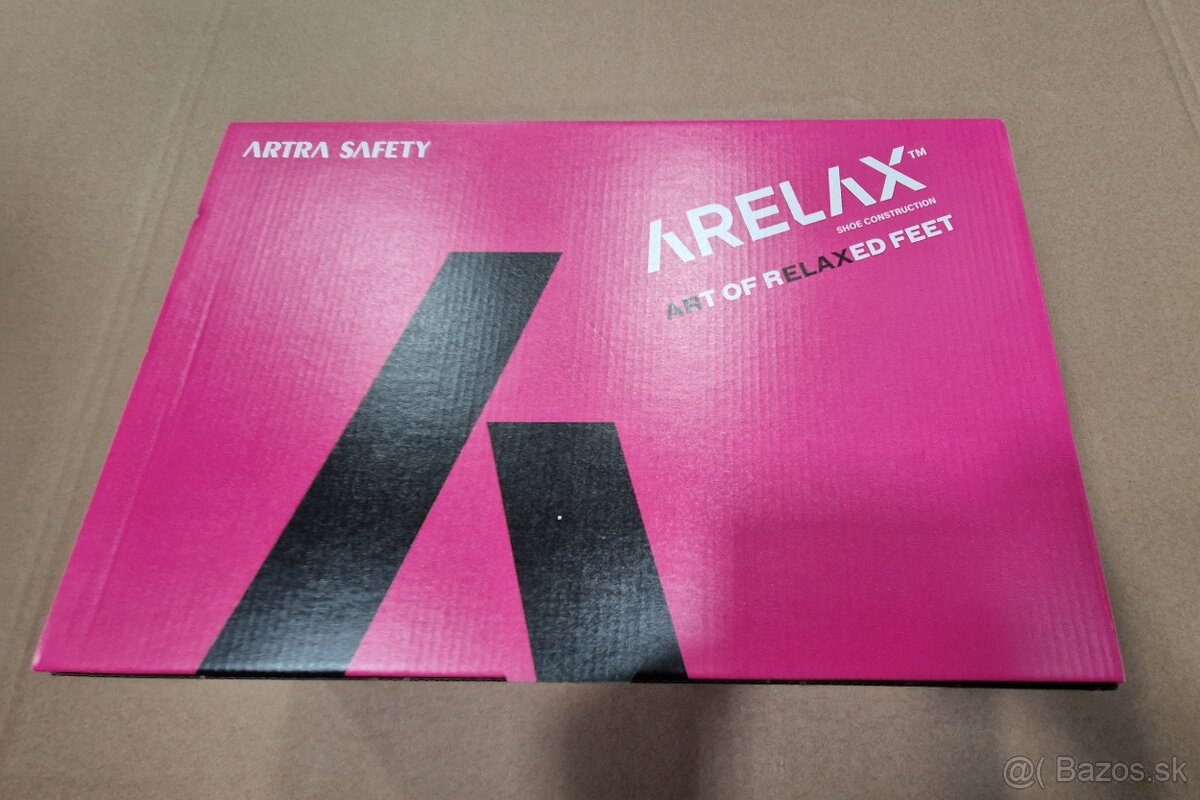 ARTRA SAFETY
ARELAX™
SHOE CONSTRUCTION
ART OF RELAXED FEET
@( Bazos.sk